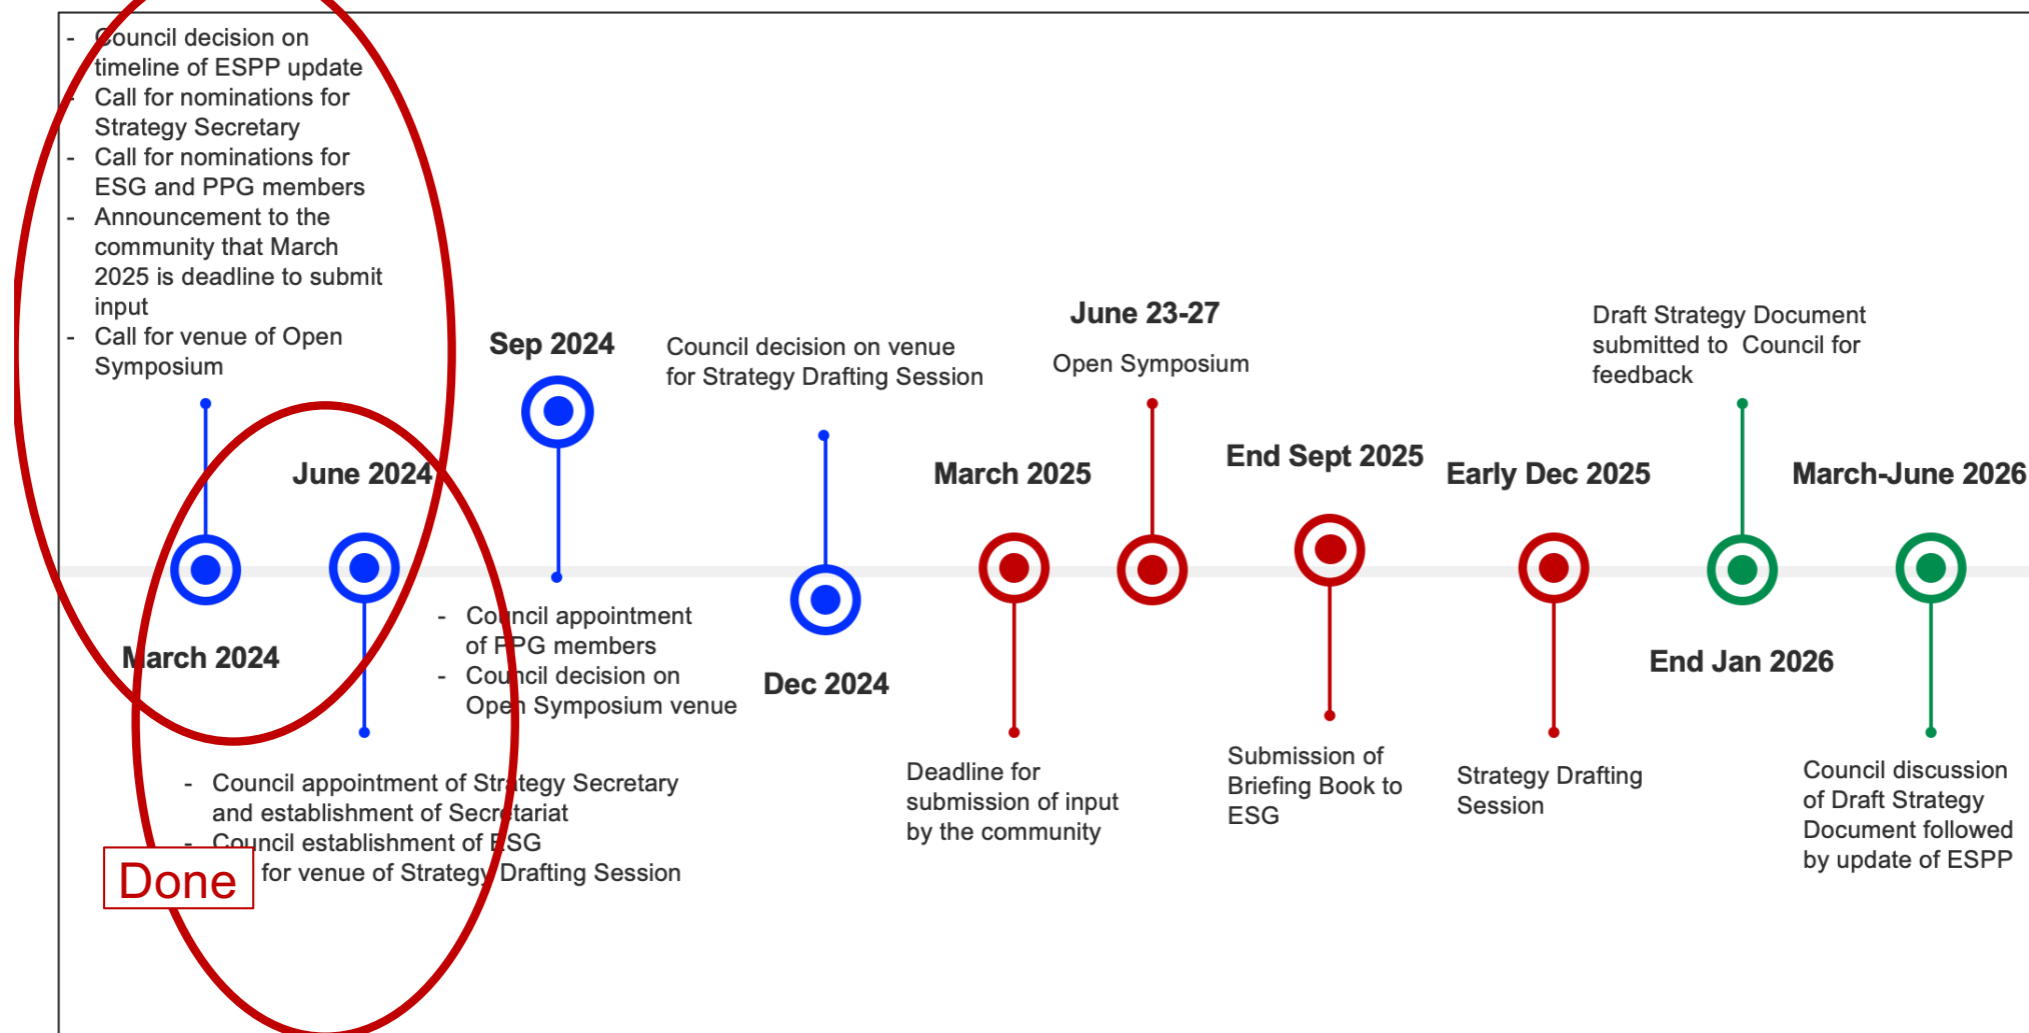 - Council decision on
timeline of ESPP update
- Call for nominations for
Strategy Secretary
- Call for nominations for
ESG and PPG members
- Announcement to the
community that March
2025 is deadline to submit
input
- Call for venue of Open
Symposium
March 2024
June 2024
- Council appointment of Strategy Secretary
and establishment of Secretariat
- Council establishment of ESG
for venue of Strategy Drafting Session
Done
Sep 2024
- Council appointment
of PPG members
- Council decision on
Open Symposium venue
Council decision on venue
for Strategy Drafting Session
Dec 2024
March 2025
Deadline for
submission of input
by the community
June 23-27
Open Symposium
End Sept 2025
Submission of
Briefing Book to
ESG
Early Dec 2025
Strategy Drafting
Session
Draft Strategy Document
submitted to Council for
feedback
End Jan 2026
March-June 2026
Council discussion
of Draft Strategy
Document followed
by update of ESPP